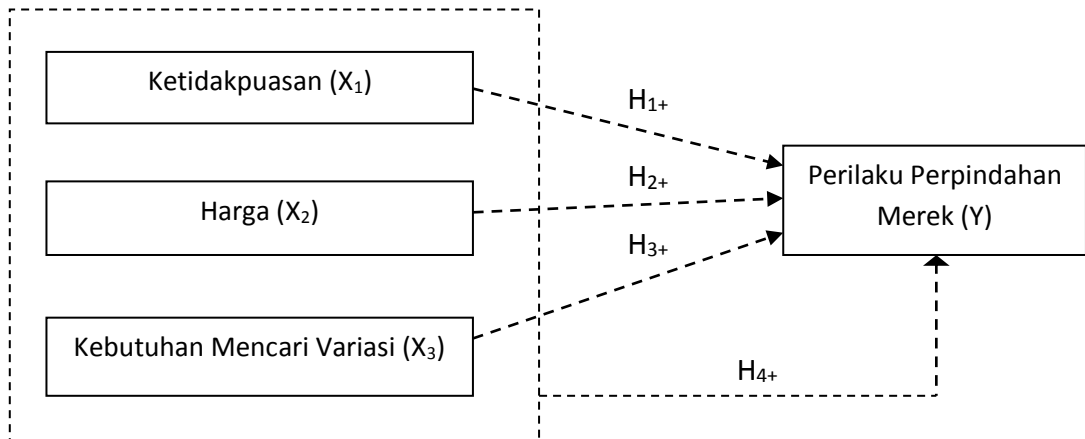 Ketidakpuasan (X₁)
H₁₊
Harga (X₂)
H₂₊
Perilaku Perpindahan
Merek (Y)
H₃₊
Kebutuhan Mencari Variasi (X₃)
H₄₊